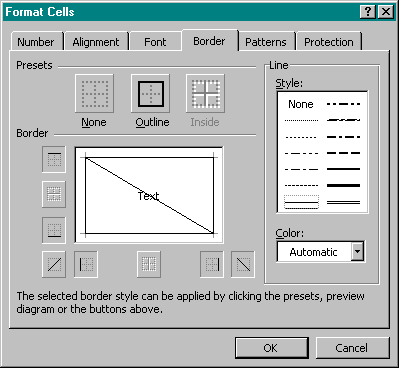 Format Cells
Number Alignment Font Border Patterns Protection
Presets
None Outline Inside
Border
Text
Line
Style:
None
Color:
Automatic
The selected border style can be applied by clicking the presets, preview
diagram or the buttons above.
OK Cancel